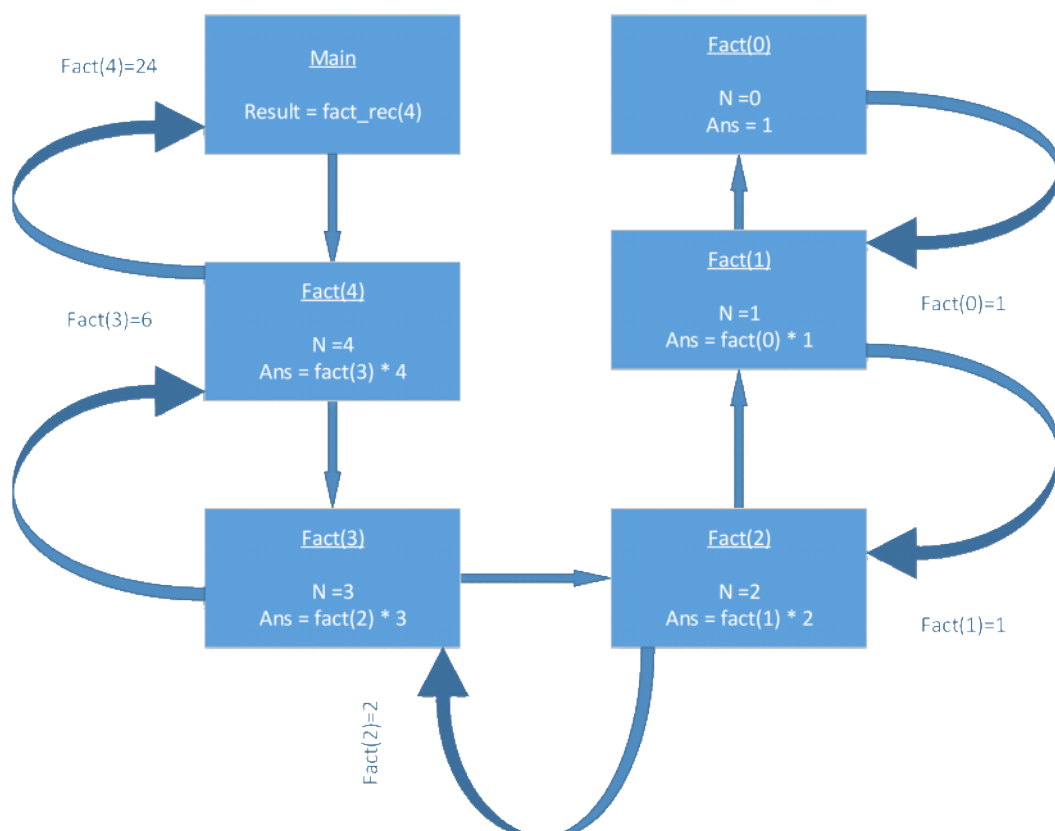 Fact(4)=24
Main
Result = fact_rec(4)
Fact(3)=6
Fact(4)
N =4
Ans = fact(3) * 4
Fact(3)
N =3
Ans = fact(2) * 3
Fact(2)=2
Fact(2)
N =2
Ans = fact(1) * 2
Fact(1)=1
Fact(1)
N =1
Ans = fact(0) * 1
Fact(0)=1
Fact(0)
N =0
Ans = 1